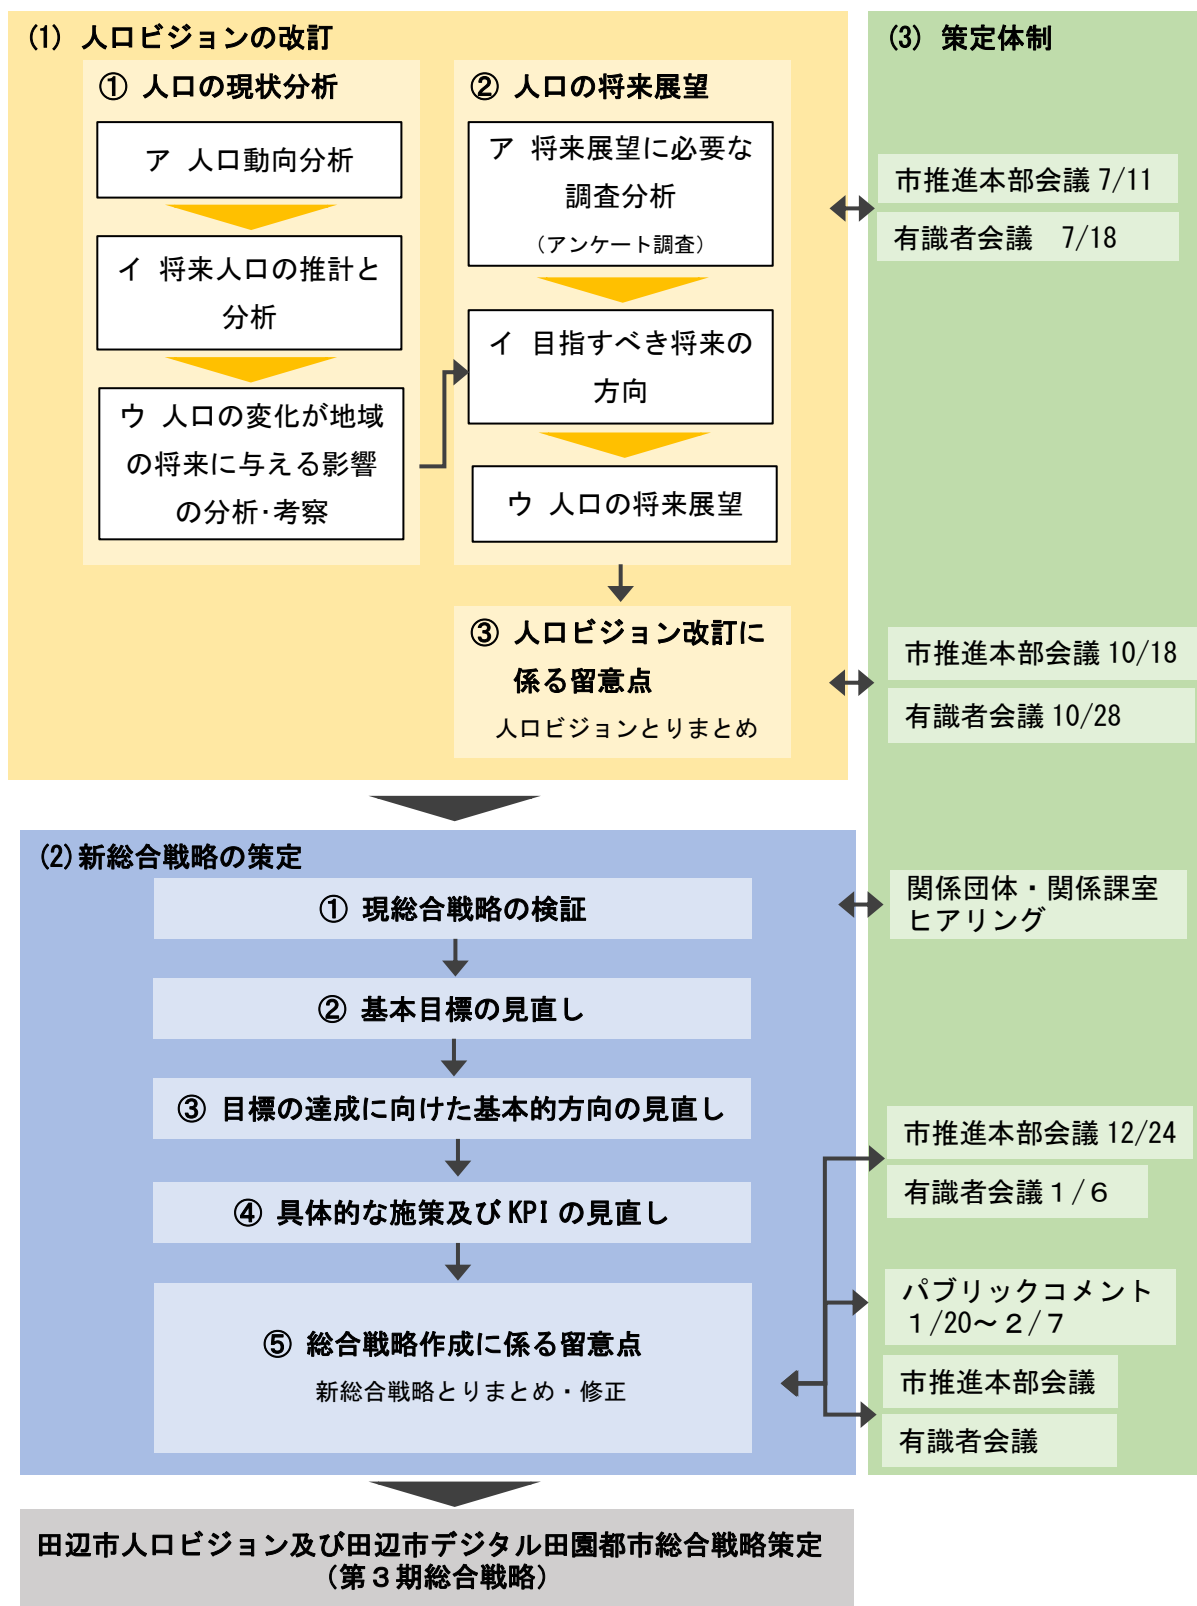 (1) 人口ビジョンの改訂
① 人口の現状分析
ア 人口動向分析
イ 将来人口の推計と
分析
ウ 人口の変化が地域
の将来に与える影響
の分析・考察
② 人口の将来展望
ア 将来展望に必要な
調査分析
（アンケート調査）
イ 目指すべき将来の
方向
ウ 人口の将来展望
③ 人口ビジョン改訂に
係る留意点
人口ビジョンとりまとめ
(2)新総合戦略の策定
① 現総合戦略の検証
② 基本目標の見直し
③ 目標の達成に向けた基本的方向の見直し
④ 具体的な施策及び KPI の見直し
⑤ 総合戦略作成に係る留意点
新総合戦略とりまとめ・修正
(3) 策定体制
市推進本部会議 7/11
有識者会議　7/18
市推進本部会議 10/18
有識者会議 10/28
関係団体・関係課室
ヒアリング
市推進本部会議 12/24
有識者会議１/６
パブリックコメント
１/20～２/７
市推進本部会議
有識者会議
田辺市人口ビジョン及び田辺市デジタル田園都市総合戦略策定
（第３期総合戦略）